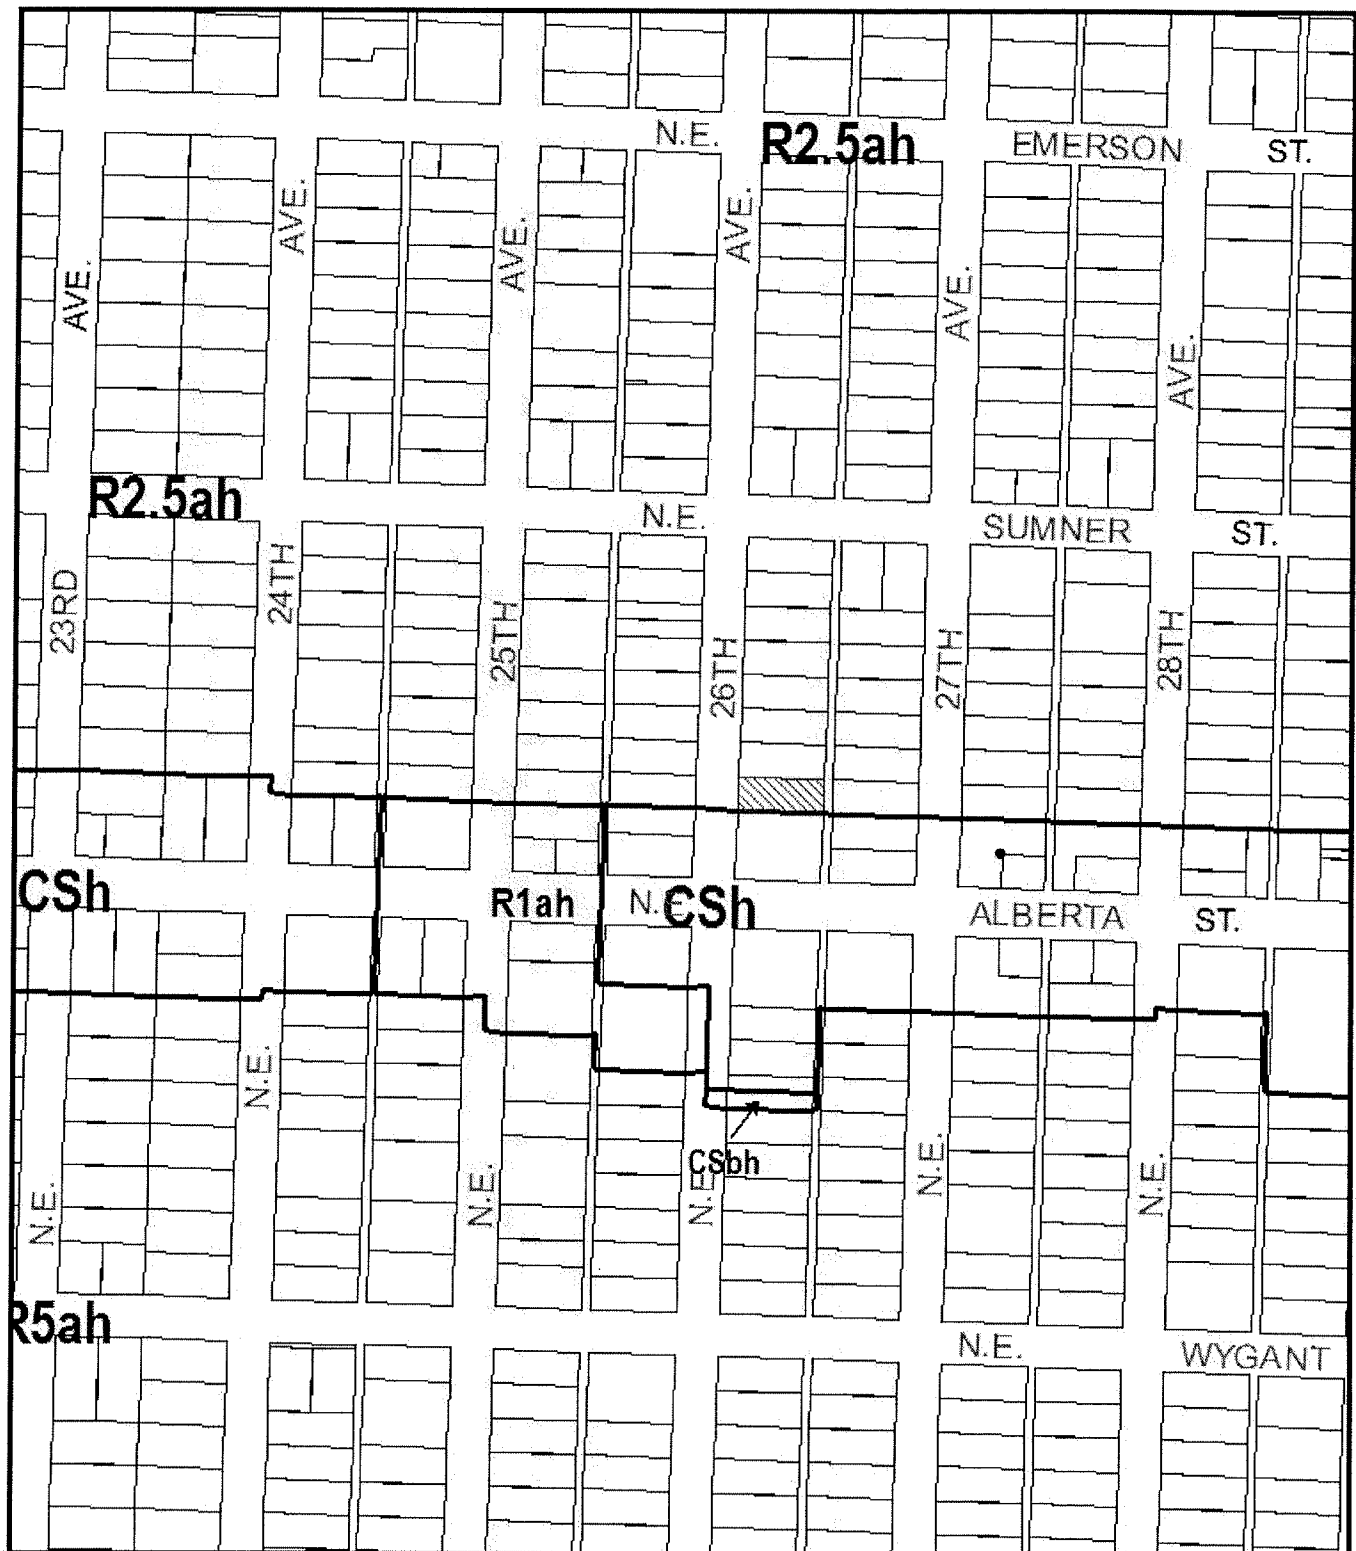 N.E. R2.5ah EMERSON ST.
AVE.
AVE.
AVE.
AVE.
AVE.
AVE.
R2.5ah
N.E. SUMNER ST.
23RD
24TH
25TH
26TH
27TH
28TH
CSh
R1ah
N.E CSh
ALBERTA ST.
N.E.
N.E.
N.E.
N.E
N.E.
N.E.
CSbh
R5ah
N.E. WYGANT